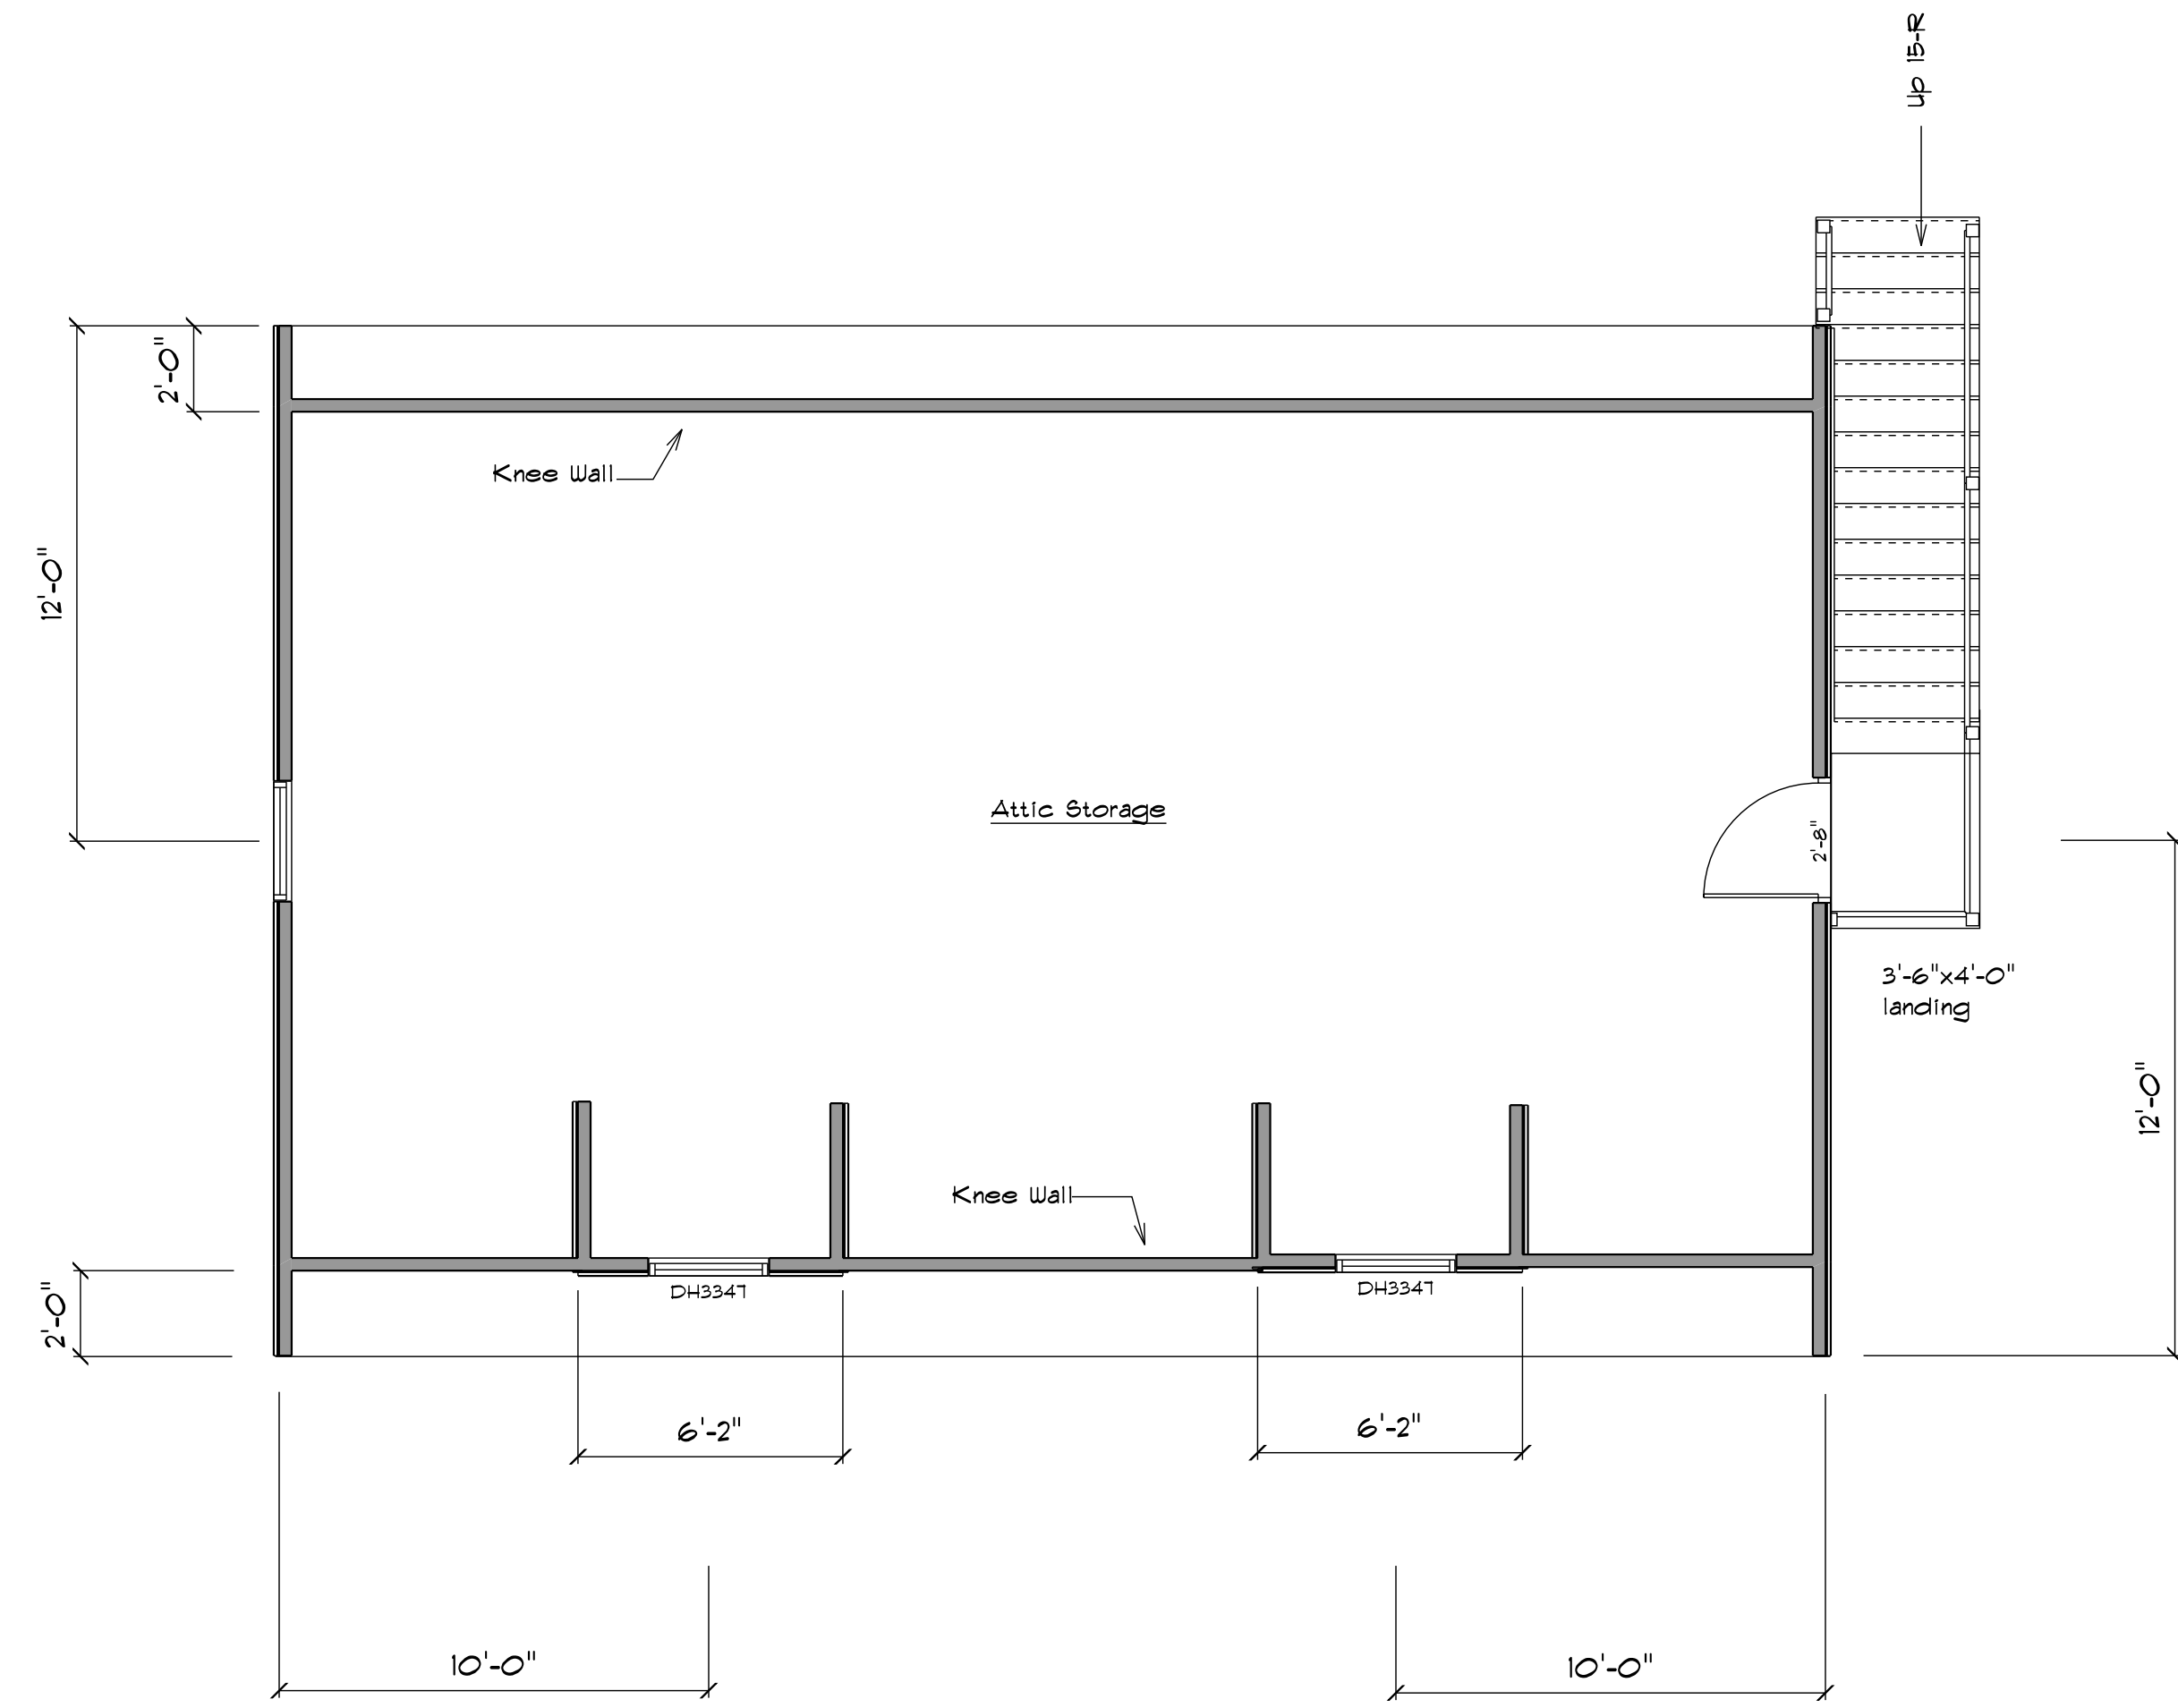 up 15-R
2'-0"
Knee Wall
12'-0"
Attic Storage
2'-8"
3'-6"x4'-0"
landing
12'-0"
Knee Wall
2'-0"
DH3347
DH3347
6'-2"
6'-2"
10'-0"
10'-0"